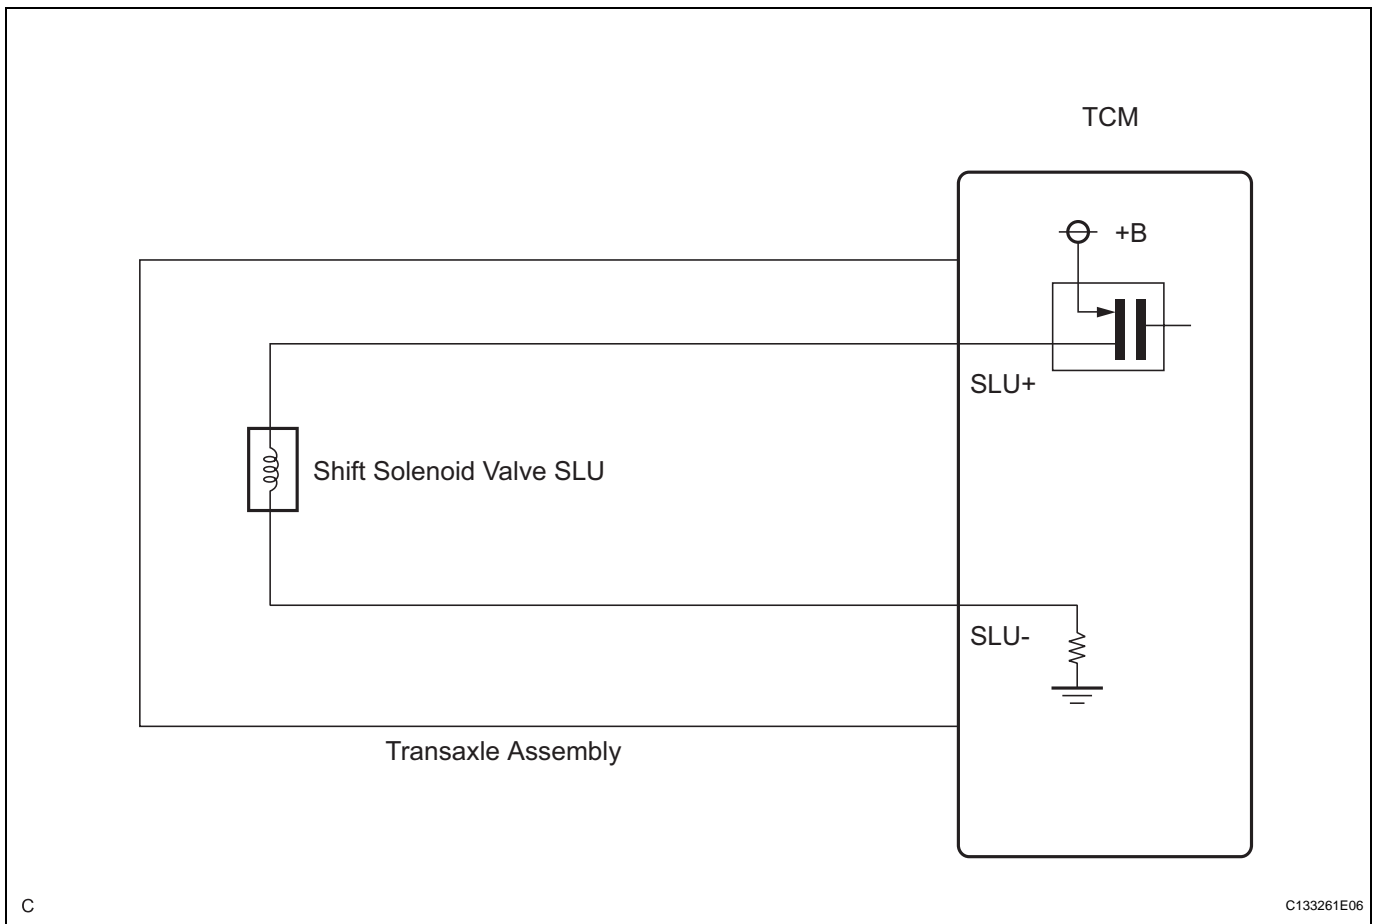 TCM
+B
SLU+
Shift Solenoid Valve SLU
SLU-
Transaxle Assembly
C
C133261E06